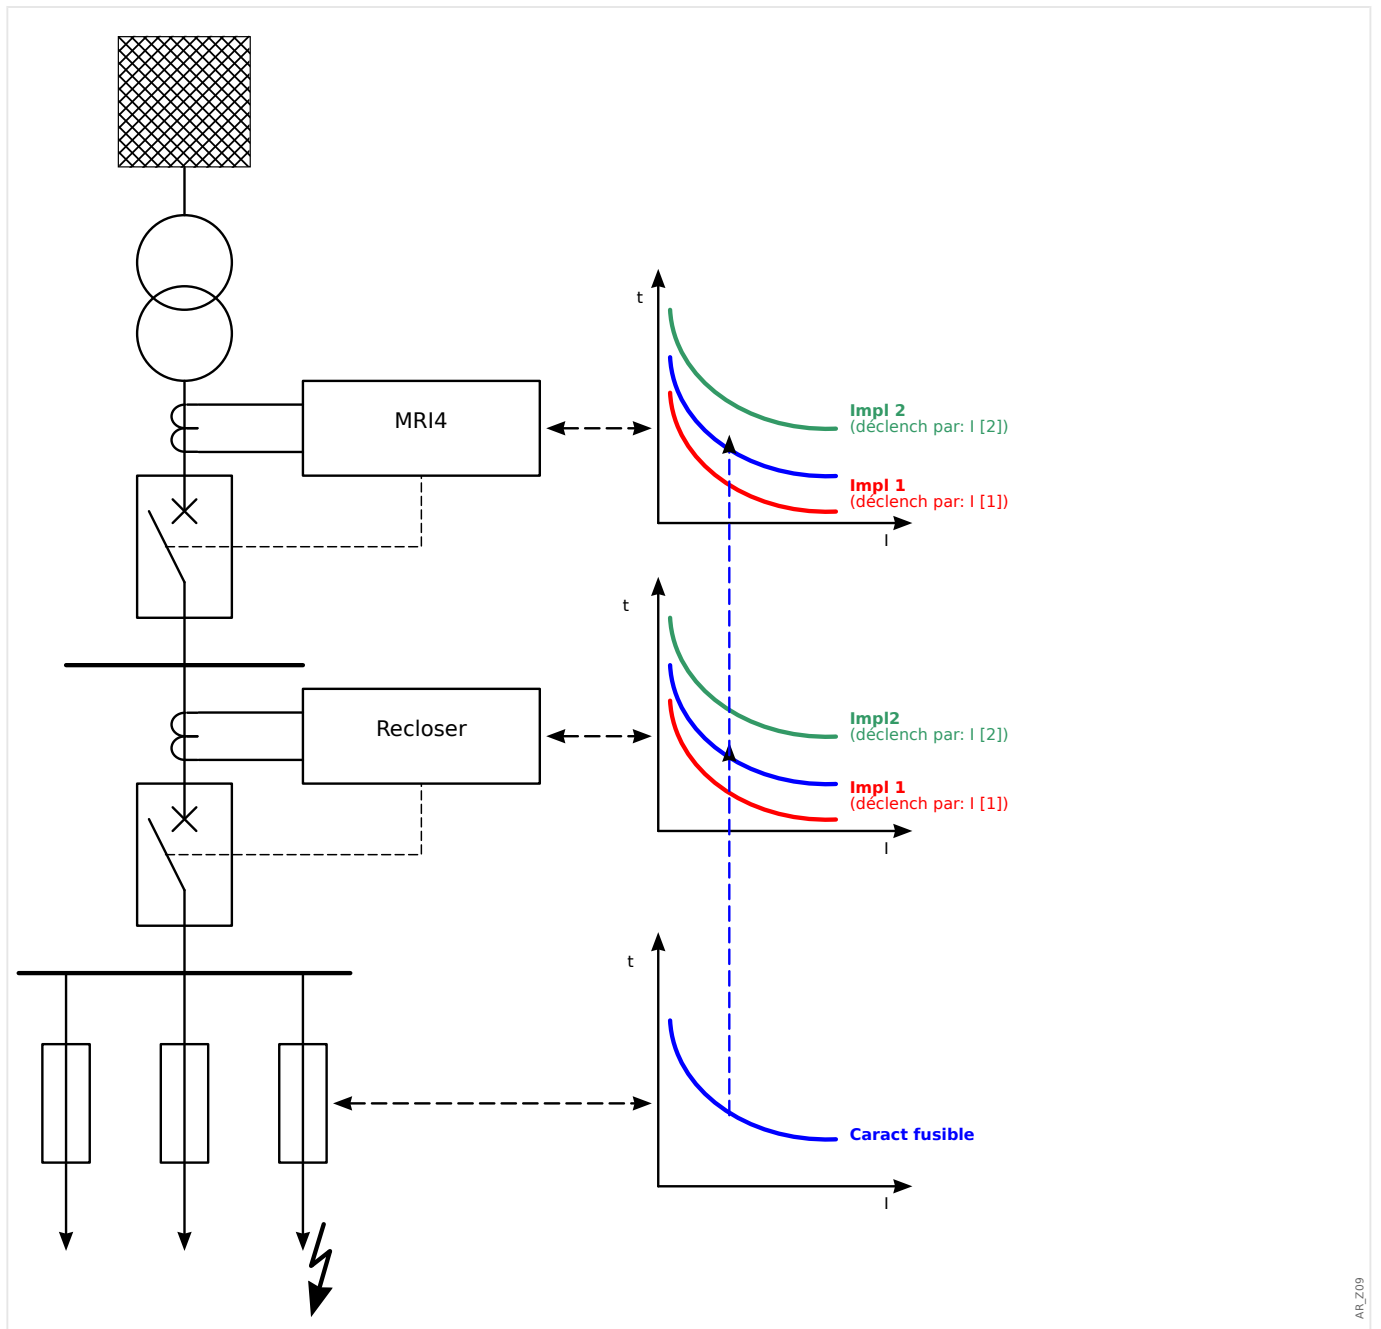 t
MRI4
Impl 2
(déclench par: I [2])
Impl 1
(déclench par: I [1])
I
t
Recloser
Impl2
(déclench par: I [2])
Impl 1
(déclench par: I [1])
I
t
Caract fusible
I
AR_Z09